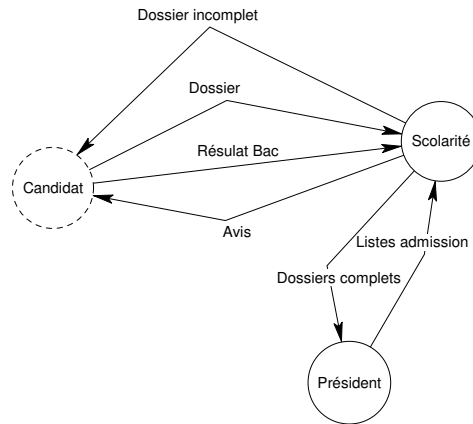 Dossier incomplet
Dossier
Scolarité
Résulat Bac
Candidat
Avis
Listes admission
Dossiers complets
Président